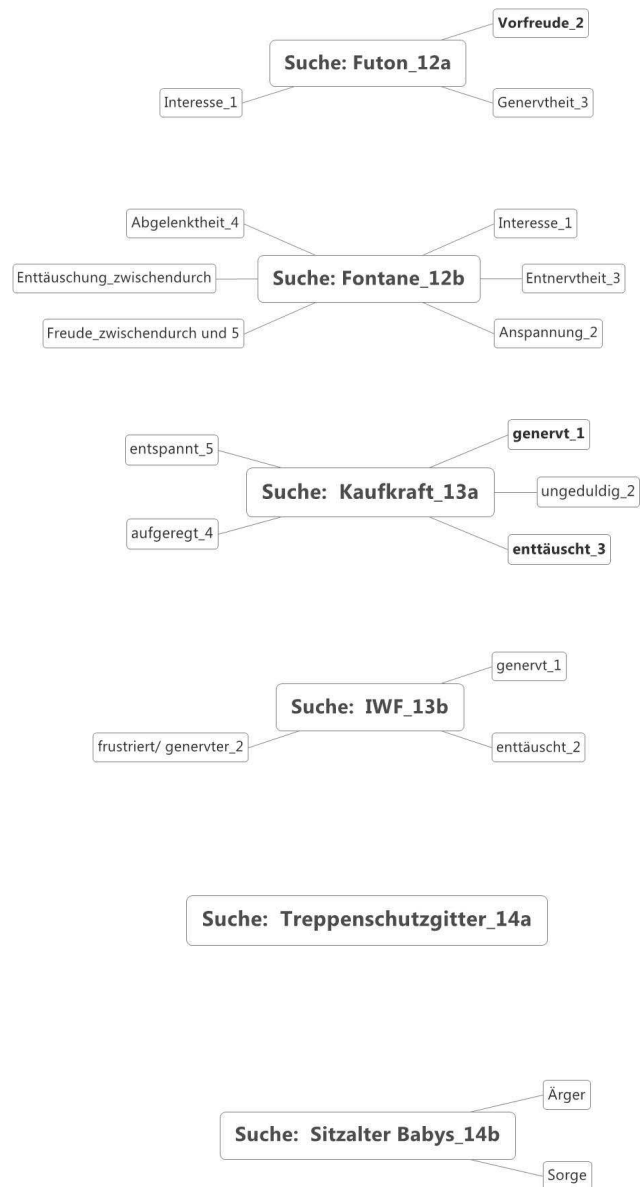 Vorfreude_2
Suche: Futon_12a
Interesse_1
Genervtheit_3
Abgelenktheit_4
Interesse_1
Enttäuschung_zwischendurch
Suche: Fontane_12b
Entnervtheit_3
Freude_zwischendurch und 5
Anspannung_2
genervt_1
entspannt_5
Suche: Kaufkraft_13a
ungeduldig_2
aufgeregt_4
enttäuscht_3
genervt_1
Suche: IWF_13b
frustriert/ genervter_2
enttäuscht_2
Suche: Treppenschutzgitter_14a
Ärger
Suche: Sitzalter Babys_14b
Sorge